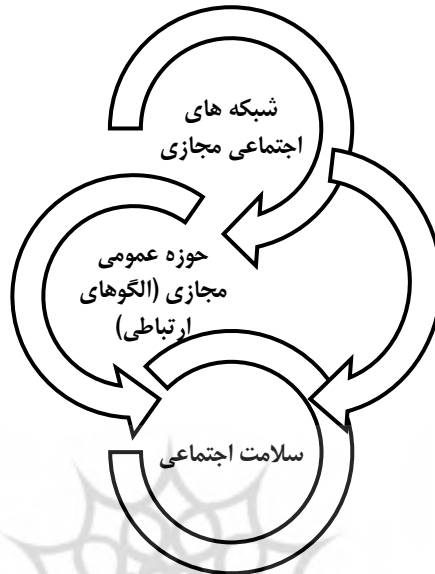 شبکه های
اجتماعی مجازی
حوزه عمومی
مجازی (الگوهای
ارتباطی)
سلامت اجتماعی